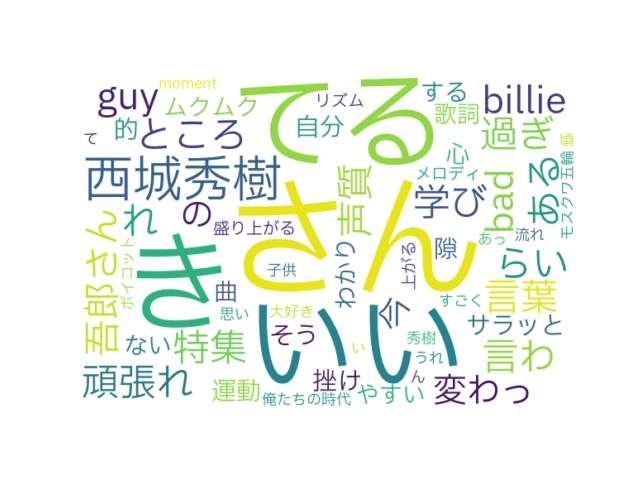 moment
guy
ムクムク
リズム
する
billie
てる
歌詞
過ぎ
的
ところ
自分
て
頃
心
西城秀樹
声質
メロディ
モスクワ五輪
学び
bad
ある
れ
の
さん
盛り上がる
あっ
流れ
き
吾郎さん
ボイコット
わかり
上がる
隙
らい
子供
曲
今
すごく
言葉
思い
大好き
いい
サラッと
ない
特集
そう
い
秀樹
うれ
言わ
頑張れ
運動
挫け
ん
俺たちの時代
やすい
変わっ